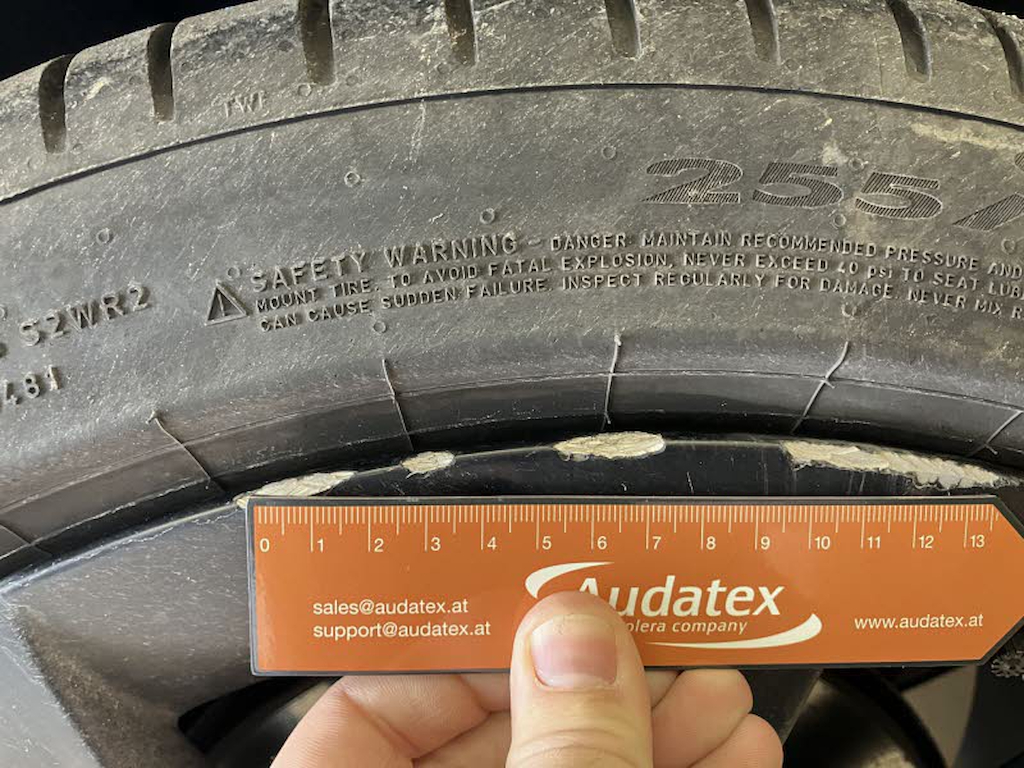 TWI
255
SAFETY WARNING - DANGER MAINTAIN RECOMMENDED PRESSURE AND
MOUNT TIRE. TO AVOID FATAL EXPLOSION, NEVER EXCEED 40 psi TO SEAT
CAN CAUSE SUDDEN FAILURE. INSPECT REGULARLY FOR DAMAGE. NEVER MIX
S2WR2
481
0 1 2 3 4 5 6 7 8 9 10 11 12 13
Audatex
sales@audatex.at
support@audatex.at
company
www.audatex.at